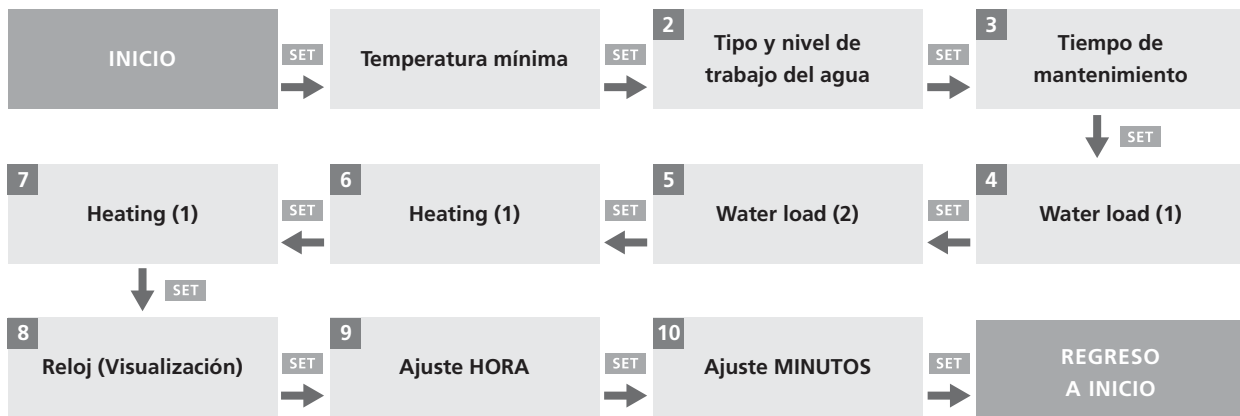 INICIO
SET
Temperatura mínima
SET
2
Tipo y nivel de
trabajo del agua
SET
3
Tiempo de
mantenimiento
SET
4
Water load (1)
SET
5
Water load (2)
SET
6
Heating (1)
SET
7
Heating (1)
SET
8
Reloj (Visualización)
SET
9
Ajuste HORA
SET
10
Ajuste MINUTOS
SET
REGRESO
A INICIO